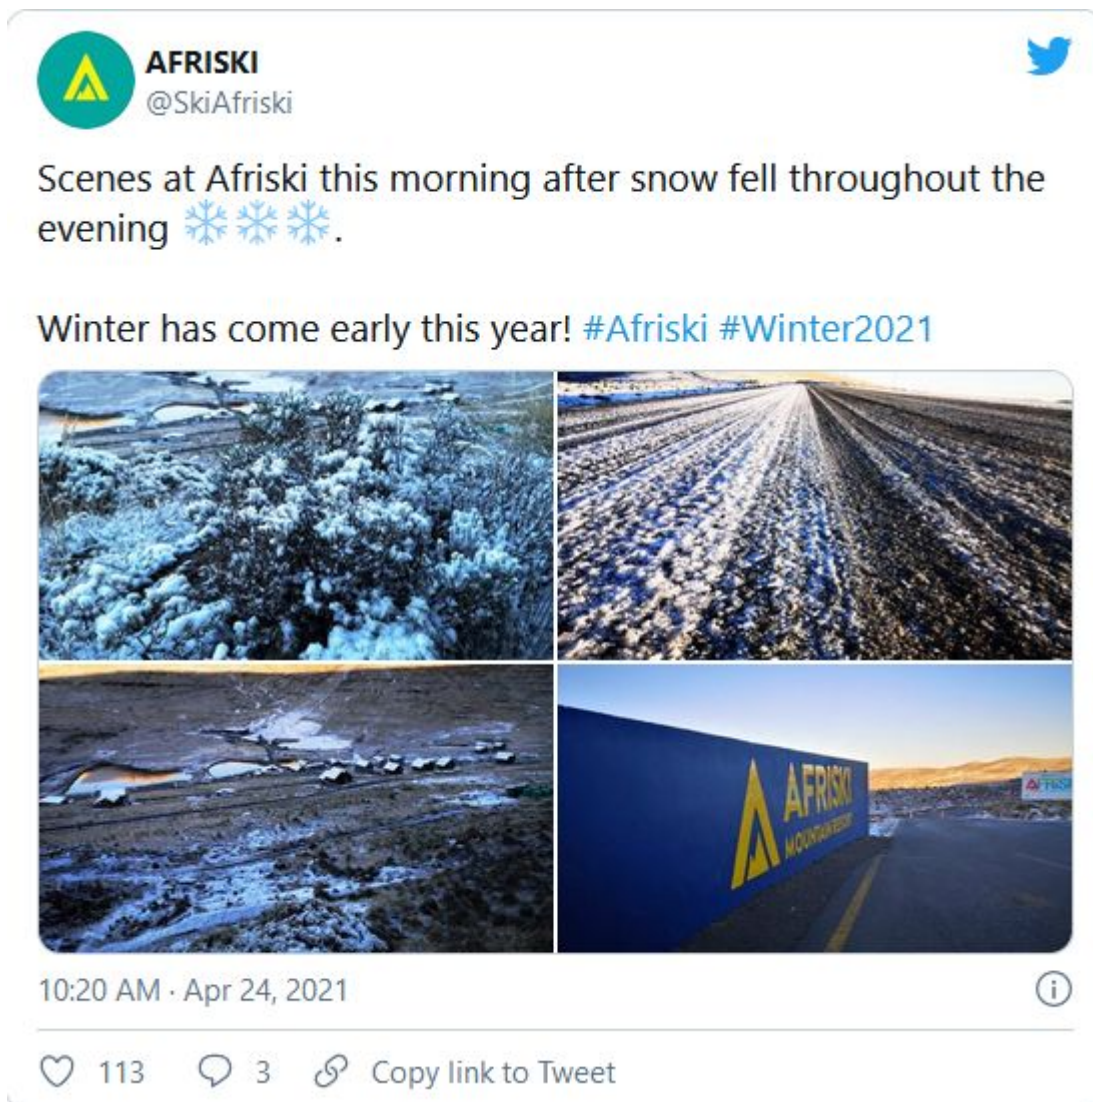 AFRISKI
@SkiAfriski
Scenes at Afriski this morning after snow fell throughout the
evening ❄️❄️❄️.
Winter has come early this year! #Afriski #Winter2021
AFRISKI
MOUNTAIN RESORT
AFRISKI
10:20 AM · Apr 24, 2021
113
3
Copy link to Tweet